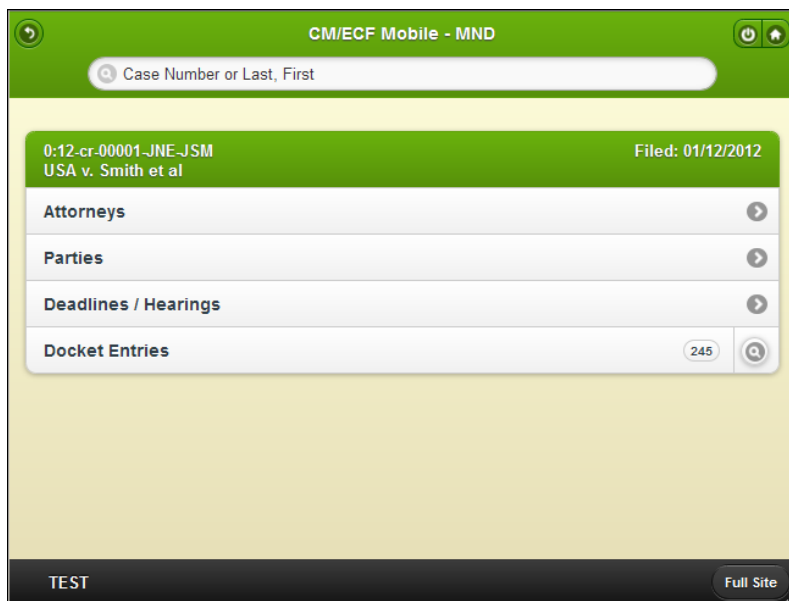 CM/ECF Mobile - MND
Case Number or Last, First
0:12-cr-00001-JNE-JSM Filed: 01/12/2012
USA v. Smith et al
Attorneys
Parties
Deadlines / Hearings
Docket Entries 245
TEST Full Site